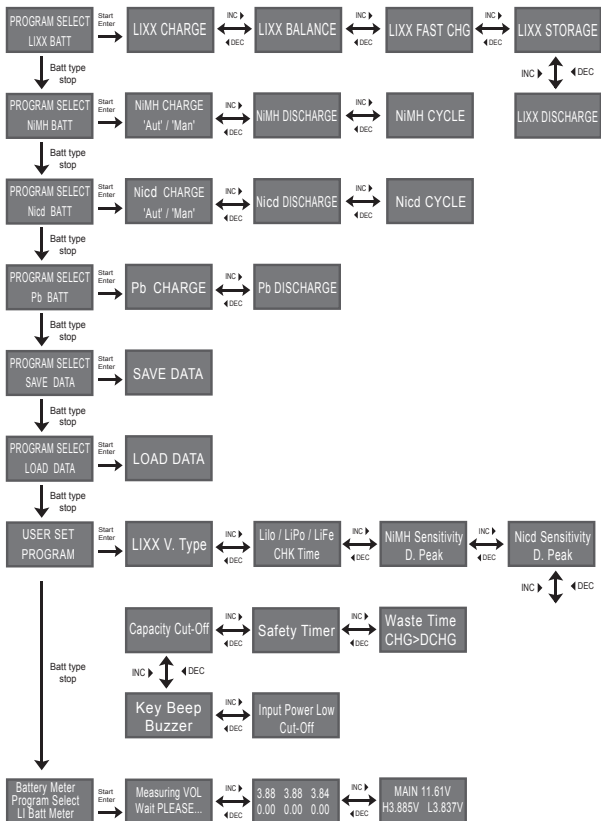 PROGRAM SELECT
LIXX BATT
Start
Enter
LIXX CHARGE
INC
DEC
LIXX BALANCE
INC
DEC
LIXX FAST CHG
INC
DEC
LIXX STORAGE
Batt type
stop
INC
DEC
PROGRAM SELECT
NiMH BATT
Start
Enter
NiMH CHARGE
'Aut' / 'Man'
INC
DEC
NiMH DISCHARGE
INC
DEC
NiMH CYCLE
LIXX DISCHARGE
Batt type
stop
PROGRAM SELECT
Nicd BATT
Start
Enter
Nicd CHARGE
'Aut' / 'Man'
INC
DEC
Nicd DISCHARGE
INC
DEC
Nicd CYCLE
Batt type
stop
PROGRAM SELECT
Pb BATT
Start
Enter
Pb CHARGE
INC
DEC
Pb DISCHARGE
Batt type
stop
PROGRAM SELECT
SAVE DATA
Start
Enter
SAVE DATA
Batt type
stop
PROGRAM SELECT
LOAD DATA
Start
Enter
LOAD DATA
Batt type
stop
USER SET
PROGRAM
Start
Enter
LIXX V. Type
INC
DEC
LiIo / LiPo / LiFe
CHK Time
INC
DEC
NiMH Sensitivity
D. Peak
INC
DEC
Nicd Sensitivity
D. Peak
INC
DEC
Capacity Cut-Off
INC
DEC
Safety Timer
INC
DEC
Waste Time
CHG>DCHG
Batt type
stop
INC
DEC
Key Beep
Buzzer
INC
DEC
Input Power Low
Cut-Off
Battery Meter
Program Select
LI Batt Meter
Start
Enter
Measuring VOL
Wait PLEASE...
INC
DEC
3.88 3.88 3.84
0.00 0.00 0.00
INC
DEC
MAIN 11.61V
H3.885V L3.837V